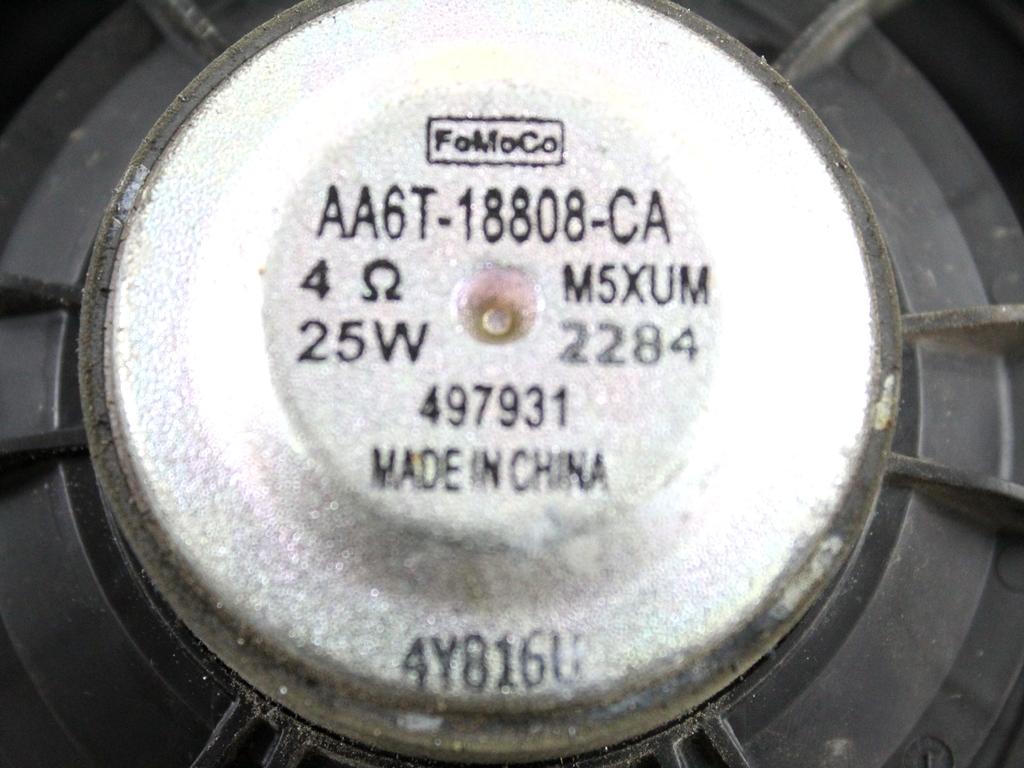 FoMoCo
AA6T-18808-CA
4 Ω M5XUM
25W 2284
497931
MADE IN CHINA
4Y816U